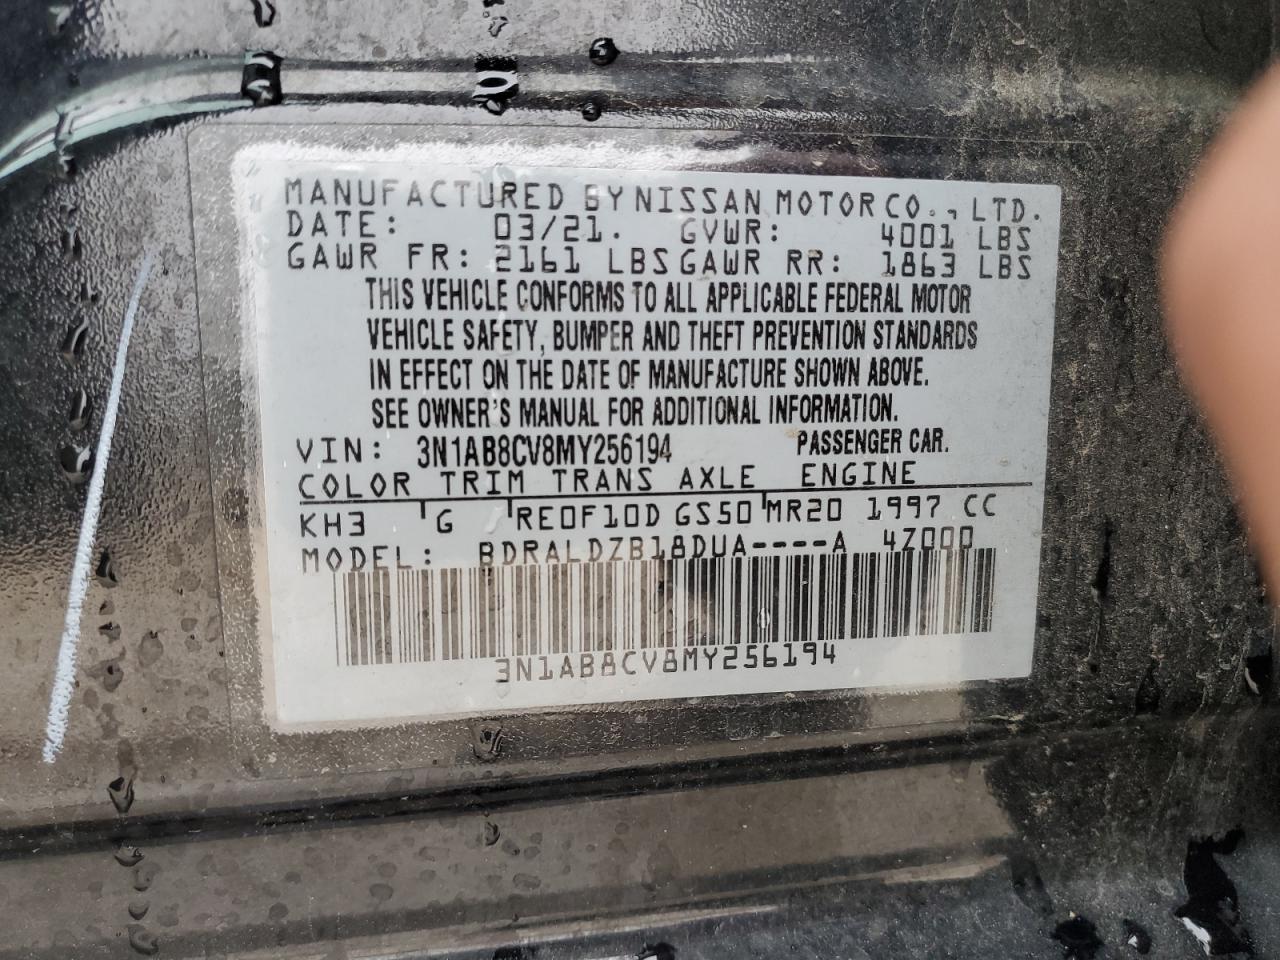 MANUFACTURED BY NISSAN MOTOR CO., LTD.
DATE: 03/21. GVWR: 4001 LBS
GAWR FR: 2161 LBS GAWR RR: 1863 LBS
THIS VEHICLE CONFORMS TO ALL APPLICABLE FEDERAL MOTOR
VEHICLE SAFETY, BUMPER AND THEFT PREVENTION STANDARDS
IN EFFECT ON THE DATE OF MANUFACTURE SHOWN ABOVE.
SEE OWNER'S MANUAL FOR ADDITIONAL INFORMATION.
VIN: 3N1AB8CV8MY256194 PASSENGER CAR.
COLOR TRIM TRANS AXLE ENGINE
KH3 G RE0F10D GS50 MR20 1997 CC
MODEL: BDRALDZB18DUA----A 4Z000
3N1AB8CV8MY256194